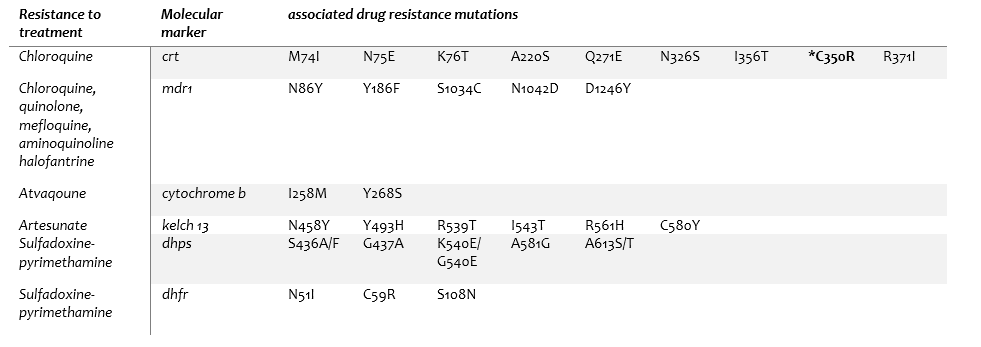 Resistance to treatment Molecular marker associated drug resistance mutations
Chloroquine crt M74I N75E K76T A220S Q271E N326S I356T *C350R R371I
Chloroquine, mdr1 N86Y Y186F S1034C N1042D D1246Y
quinolone,
mefloquine,
aminoquinoline
halofantrine
Atvaqoune cytochrome b I258M Y268S
Artesunate kelch 13 N458Y Y493H R539T I543T R561H C580Y
Sulfadoxine- dhps S436A/F G437A K540E/ A581G A613S/T
pyrimethamine G540E
Sulfadoxine- dhfr N51I C59R S108N
pyrimethamine